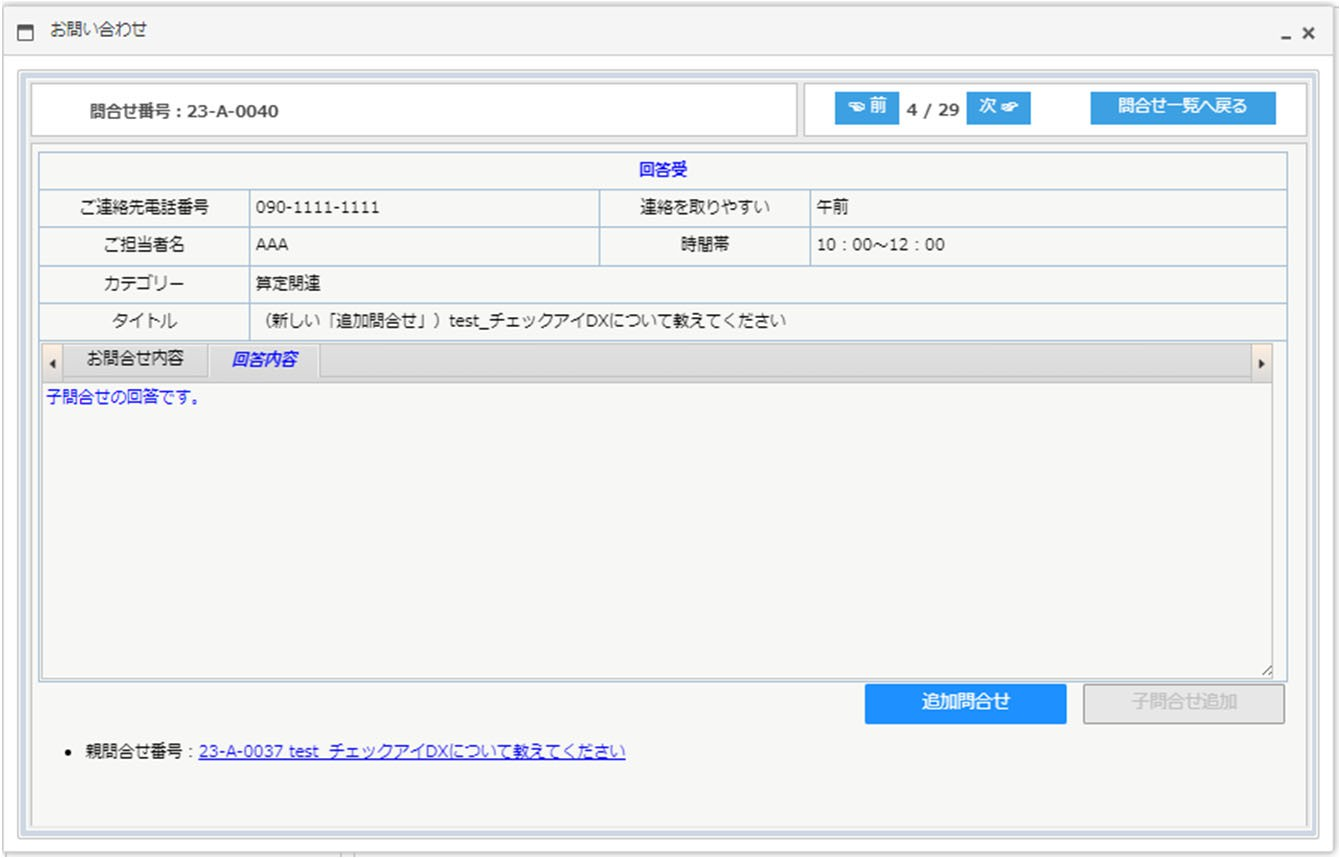 お問い合わせ
問合せ番号：23-A-0040
前 4 / 29 次 問合せ一覧へ戻る
回答受
ご連絡先電話番号 090-1111-1111 連絡を取りやすい 午前
ご担当者名 AAA 時間帯 10：00～12：00
カテゴリー 算定関連
タイトル （新しい「追加問合せ」）test_チェックアイDXについて教えてください
お問合せ内容 回答内容
子問合せの回答です。
追加問合せ 子問合せ追加
• 親問合せ番号：23-A-0037 test_チェックアイDXについて教えてください